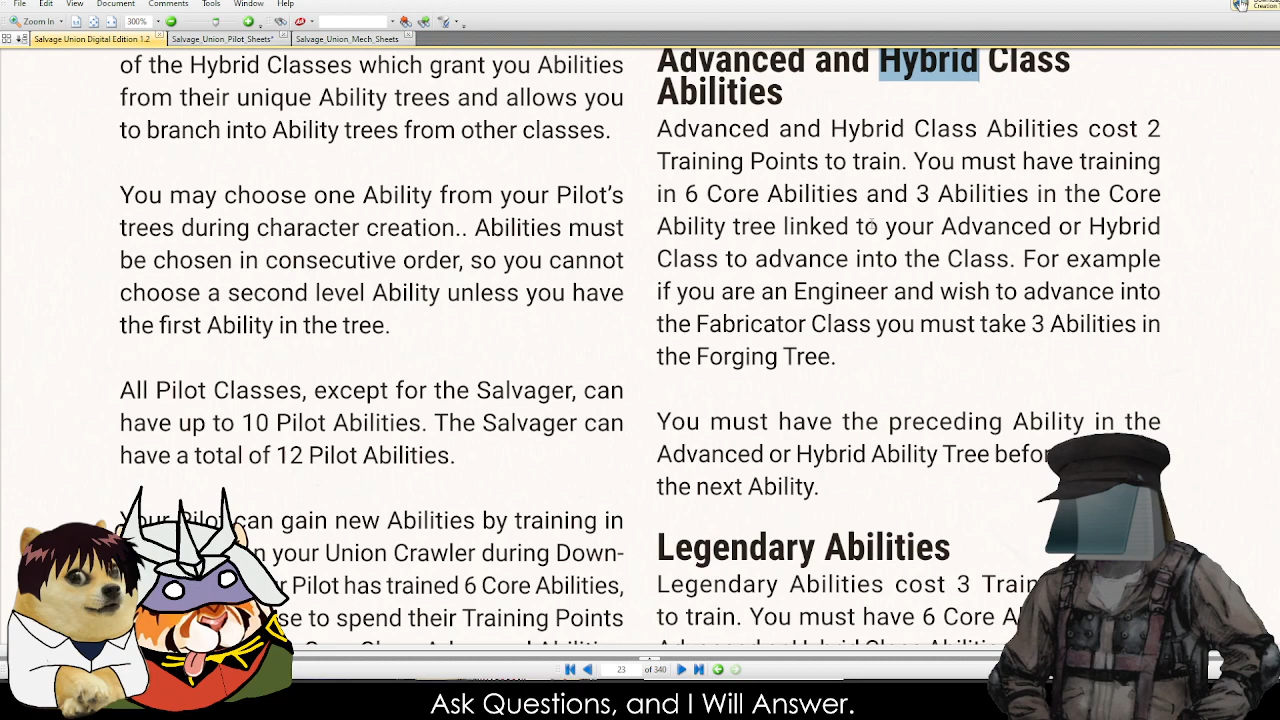 File Edit View Document Comments Tools Window Help
Zoom In 300%
Creation
Salvage Union Digital Edition 1.2 Salvage_Union_Pilot_Sheets* Salvage_Union_Mech_Sheets
of the Hybrid Classes which grant you Abilities
from their unique Ability trees and allows you
to branch into Ability trees from other classes.
You may choose one Ability from your Pilot's
trees during character creation.. Abilities must
be chosen in consecutive order, so you cannot
choose a second level Ability unless you have
the first Ability in the tree.
All Pilot Classes, except for the Salvager, can
have up to 10 Pilot Abilities. The Salvager can
have a total of 12 Pilot Abilities.
Your Pilot can gain new Abilities by training in
n your Union Crawler during Down-
r Pilot has trained 6 Core Abilities,
se to spend their Training Points
Advanced and Hybrid Class
Abilities
Advanced and Hybrid Class Abilities cost 2
Training Points to train. You must have training
in 6 Core Abilities and 3 Abilities in the Core
Ability tree linked to your Advanced or Hybrid
Class to advance into the Class. For example
if you are an Engineer and wish to advance into
the Fabricator Class you must take 3 Abilities in
the Forging Tree.
You must have the preceding Ability in the
Advanced or Hybrid Ability Tree befor
the next Ability.
Legendary Abilities
Legendary Abilities cost 3 Train
to train. You must have 6 Core A
23 of 340
Ask Questions, and I Will Answer.